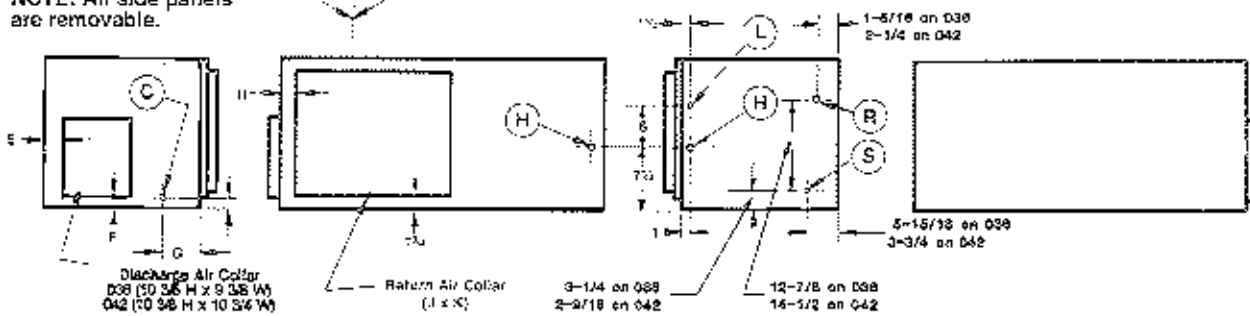 NOTE: All side panels
are removable.
1-5/16 on 036
2-1/4 on 042
L
C
H
H
R
S
E
F
G
1
5-15/16 on 036
3-3/4 on 042
Discharge Air Collar
036 (10 3/8 H x 9 3/8 W)
042 (10 3/8 H x 10 3/4 W)
Return Air Collar
(J x K)
3-1/4 on 036
2-9/16 on 042
12-7/8 on 036
14-1/2 on 042